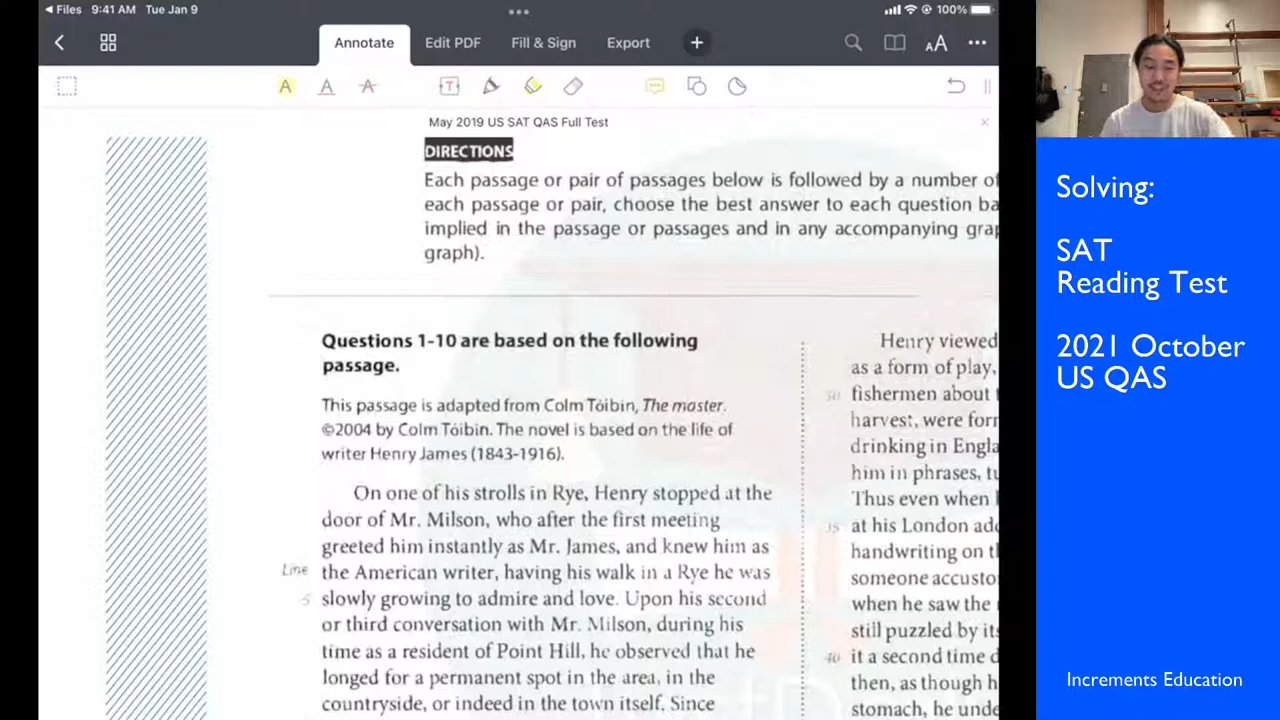 Files 9:41 AM Tue Jan 9
100%
Annotate
Edit PDF
Fill & Sign
Export
AA
A
A
A
T
May 2019 US SAT QAS Full Test
DIRECTIONS
Each passage or pair of passages below is followed by a number of
each passage or pair, choose the best answer to each question ba
implied in the passage or passages and in any accompanying gra
graph).
Questions 1-10 are based on the following
passage.
This passage is adapted from Colm Tóibín, The master.
©2004 by Colm Toibin. The novel is based on the life of
writer Henry James (1843-1916).
On one of his strolls in Rye, Henry stopped at the
door of Mr. Milson, who after the first meeting
greeted him instantly as Mr. James, and knew him as
Line the American writer, having his walk in a Rye he was
5 slowly growing to admire and love. Upon his second
or third conversation with Mr. Milson, during his
time as a resident of Point Hill, he observed that he
longed for a permanent spot in the area, in the
countryside, or indeed in the town itself. Since
Henry viewed
as a form of play,
30 fishermen about
harvest, were for
drinking in Engla
him in phrases, tu
Thus even when
35 at his London add
handwriting on t
someone accusto
when he saw the
still puzzled by its
40 it a second time d
then, as though h
stomach, he unde
Solving:
SAT
Reading Test
2021 October
US QAS
Increments Education